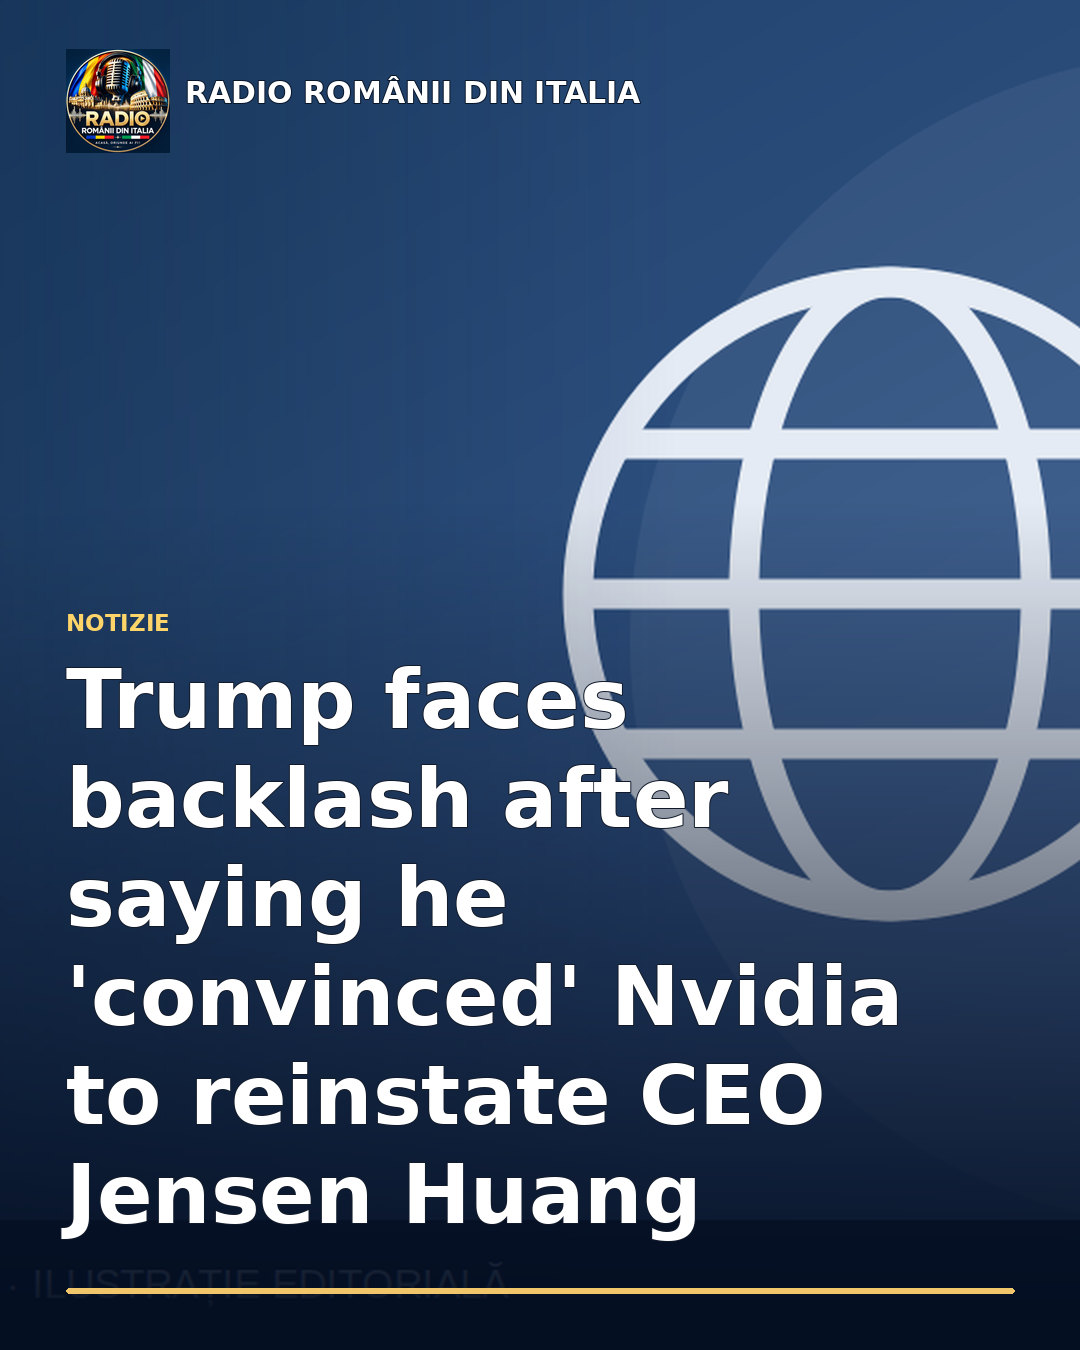 RADIO
ROMÂNII DIN ITALIA
RADIO ROMÂNII DIN ITALIA
NOTIZIE
Trump faces
backlash after
saying he
'convinced' Nvidia
to reinstate CEO
Jensen Huang
· ILUSTRAȚIE EDITORIALĂ